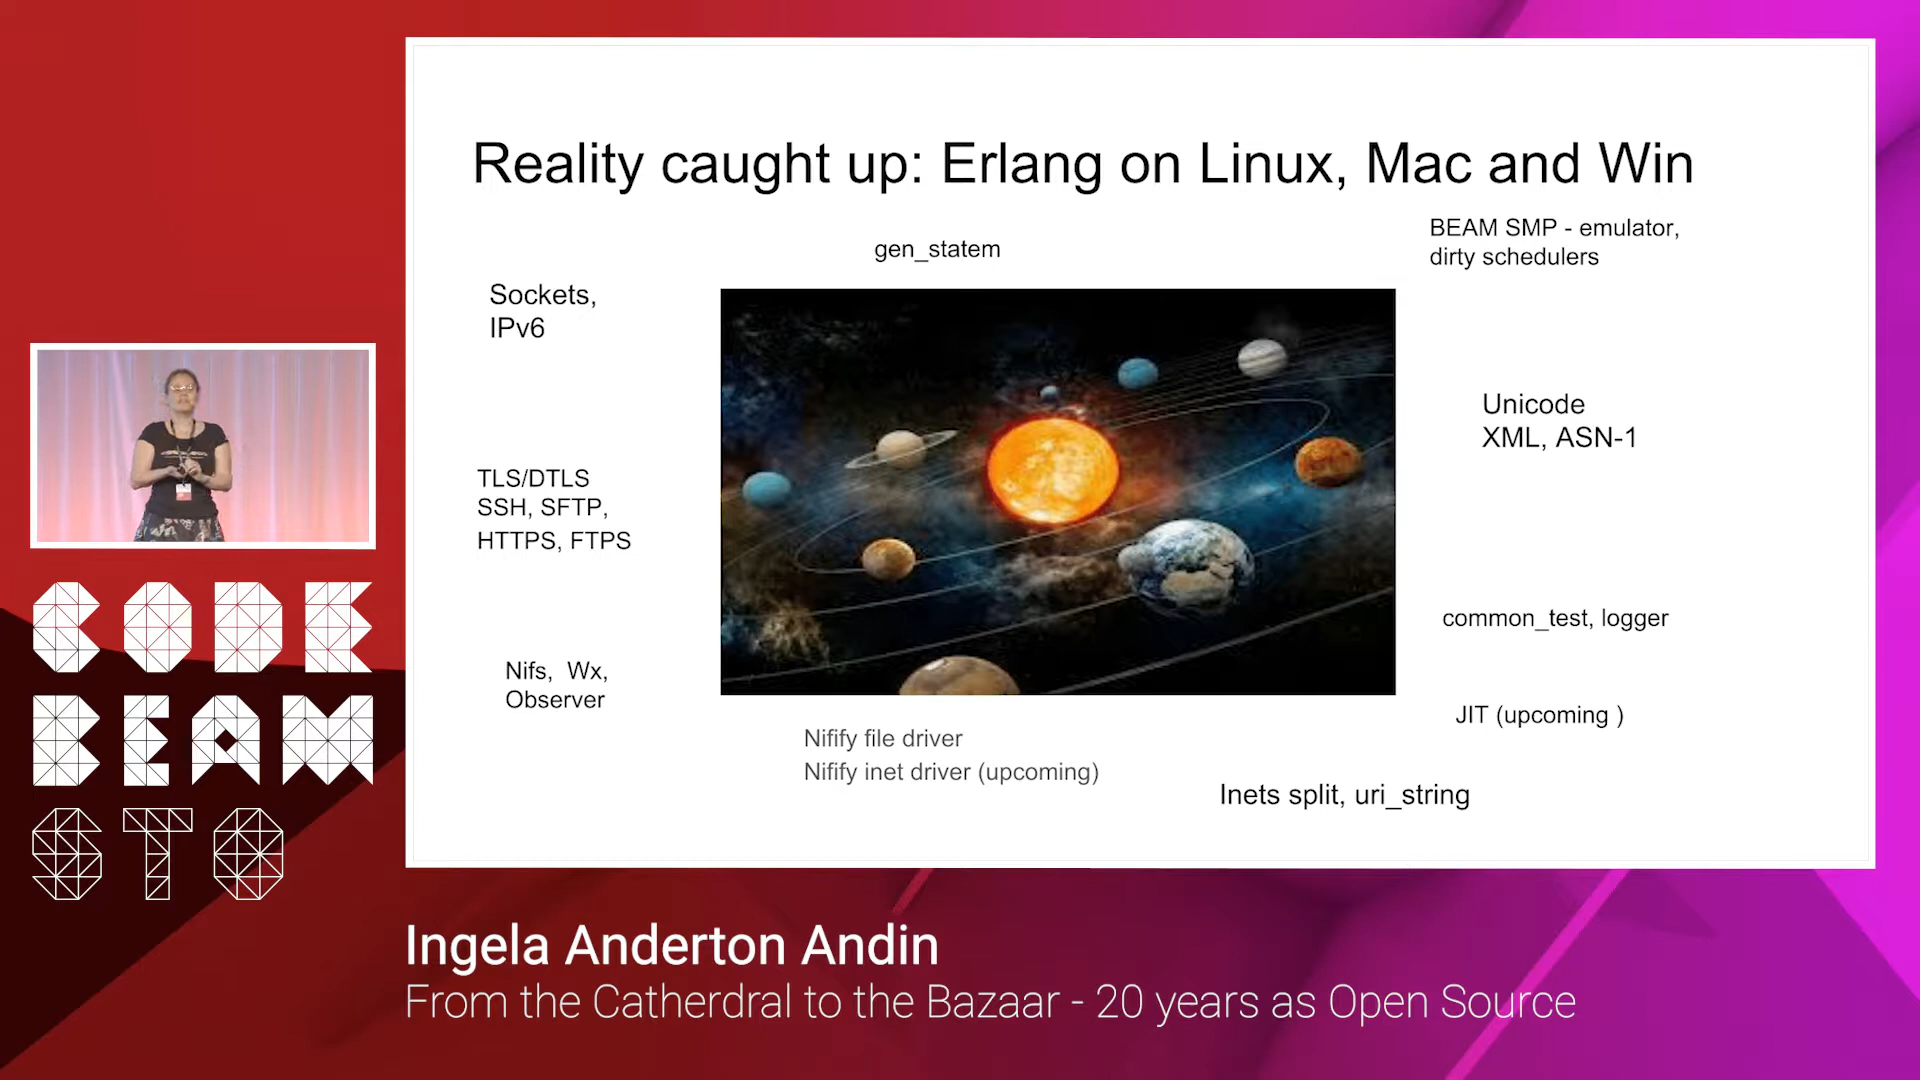 Reality caught up: Erlang on Linux, Mac and Win
BEAM SMP - emulator,
dirty schedulers
gen_statem
Sockets,
IPv6
Unicode
XML, ASN-1
TLS/DTLS
SSH, SFTP,
HTTPS, FTPS
common_test, logger
Nifs,  Wx,
Observer
JIT (upcoming )
Nifify file driver
Nifify inet driver (upcoming)
Inets split, uri_string
CODE
BEAM
STO
Ingela Anderton Andin
From the Catherdral to the Bazaar - 20 years as Open Source